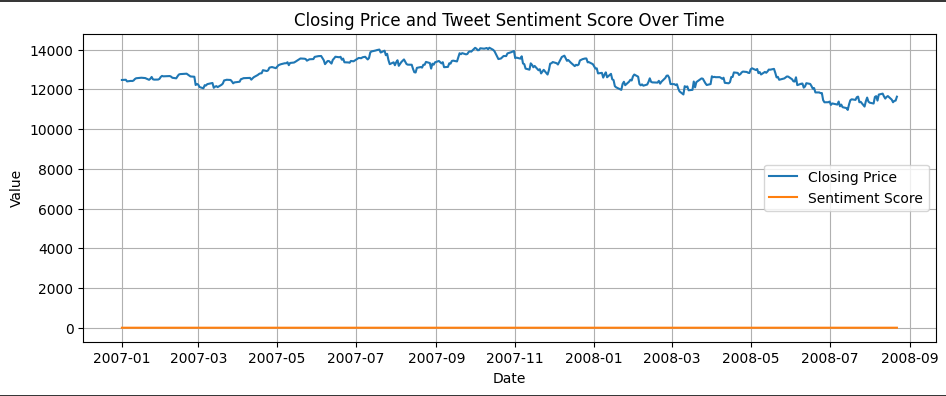 Closing Price and Tweet Sentiment Score Over Time
14000
12000
10000
8000
6000
4000
2000
0
Value
Closing Price
Sentiment Score
2007-01 2007-03 2007-05 2007-07 2007-09 2007-11 2008-01 2008-03 2008-05 2008-07 2008-09
Date